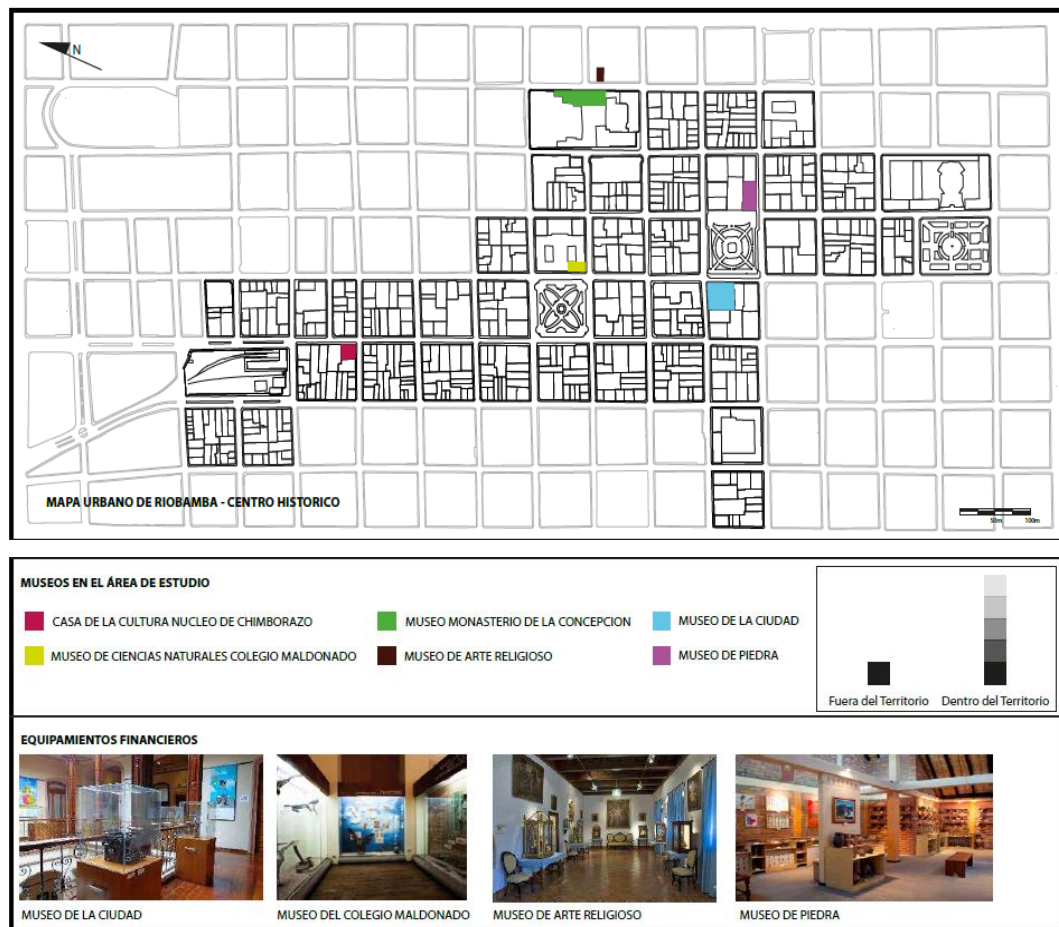 N
MAPA URBANO DE RIOBAMBA - CENTRO HISTORICO
50m 100m
MUSEOS EN EL ÁREA DE ESTUDIO
CASA DE LA CULTURA NUCLEO DE CHIMBORAZO
MUSEO MONASTERIO DE LA CONCEPCION
MUSEO DE LA CIUDAD
MUSEO DE CIENCIAS NATURALES COLEGIO MALDONADO
MUSEO DE ARTE RELIGIOSO
MUSEO DE PIEDRA
Fuera del Territorio
Dentro del Territorio
EQUIPAMIENTOS FINANCIEROS
MUSEO DE LA CIUDAD
MUSEO DEL COLEGIO MALDONADO
MUSEO DE ARTE RELIGIOSO
MUSEO DE PIEDRA